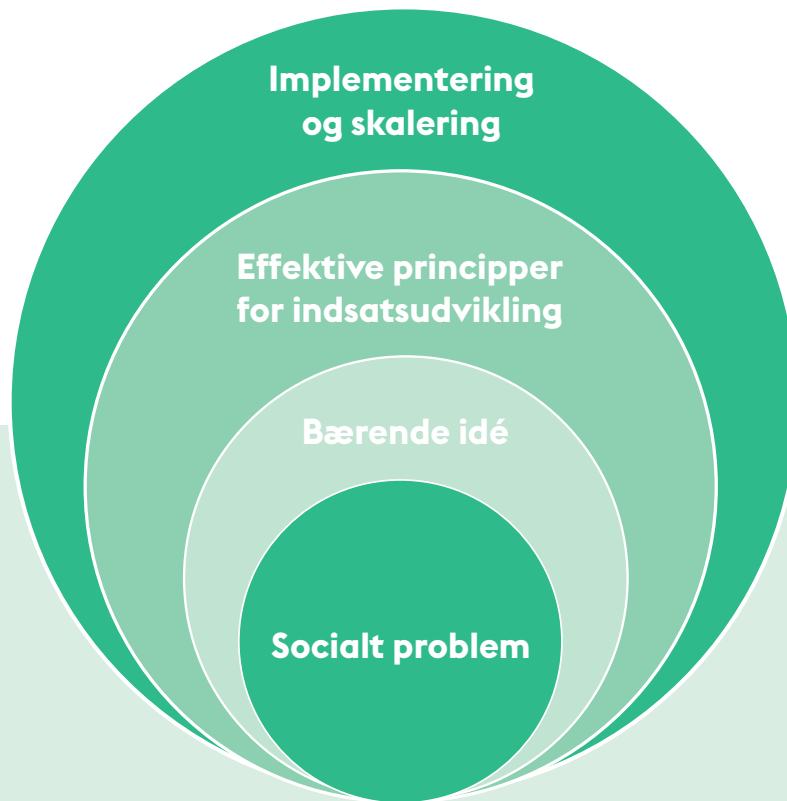 Implementering
og skalering
Effektive principper
for indsatsudvikling
Bærende idé
Socialt problem